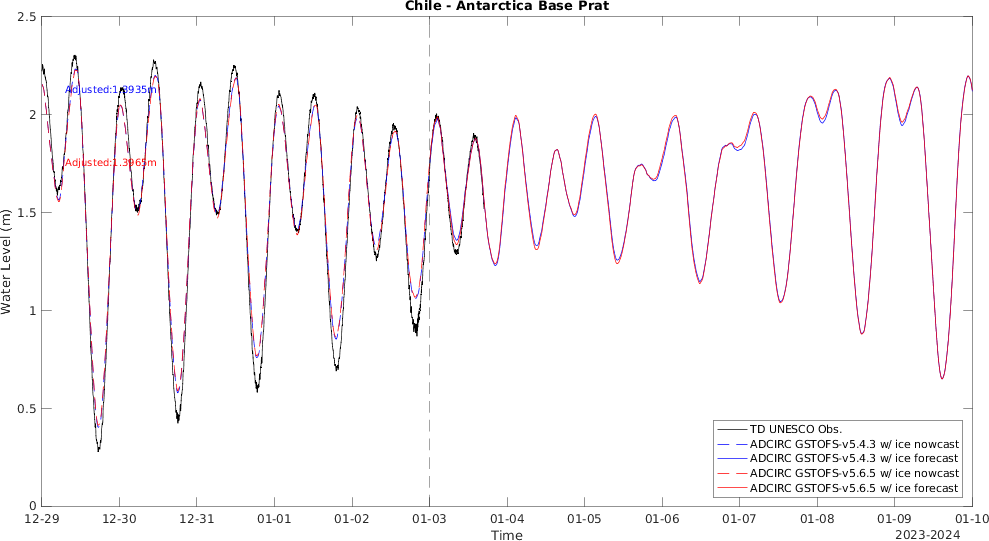 Chile - Antarctica Base Prat
2.5
2
1.5
1
0.5
0
Water Level (m)
Adjusted:1.3935m
Adjusted:1.3965m
TD UNESCO Obs.
ADCIRC GSTOFS-v5.4.3 w/ ice nowcast
ADCIRC GSTOFS-v5.4.3 w/ ice forecast
ADCIRC GSTOFS-v5.6.5 w/ ice nowcast
ADCIRC GSTOFS-v5.6.5 w/ ice forecast
12-29 12-30 12-31 01-01 01-02 01-03 01-04 01-05 01-06 01-07 01-08 01-09 01-10
Time
2023-2024